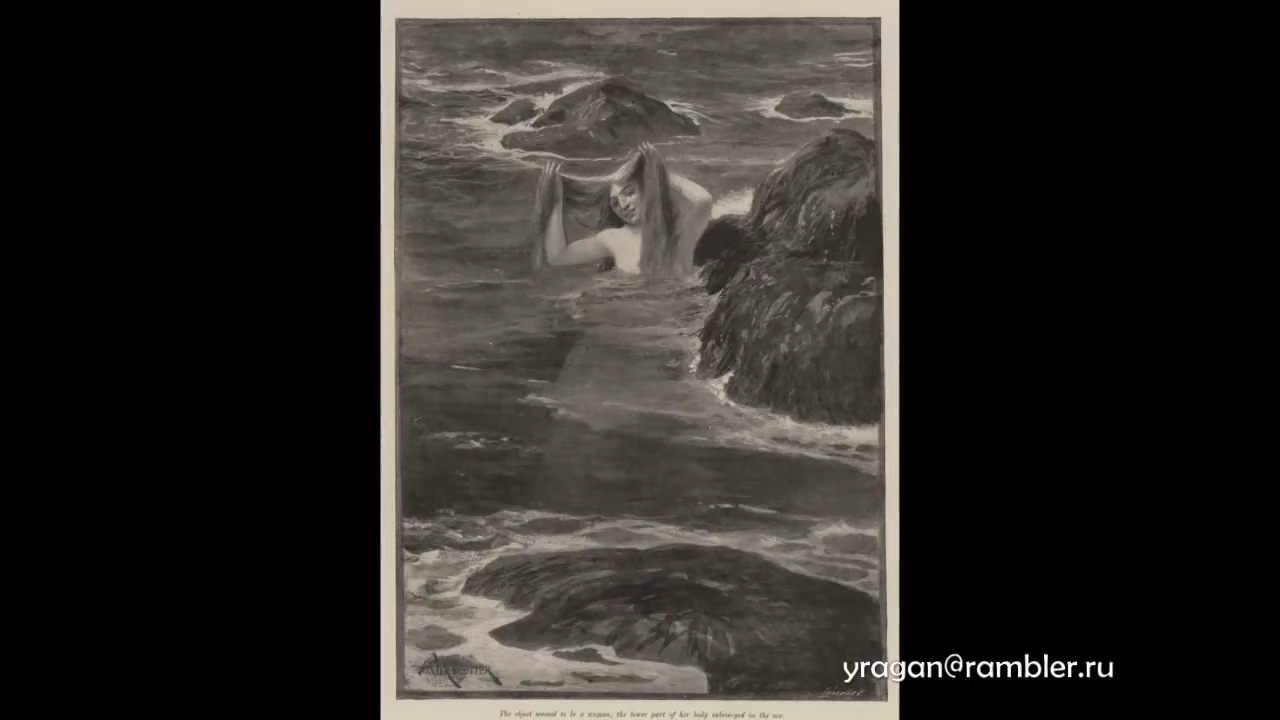 yragan@rambler.ru
The object seemed to be a woman, the lower part of her body submerged in the sea.